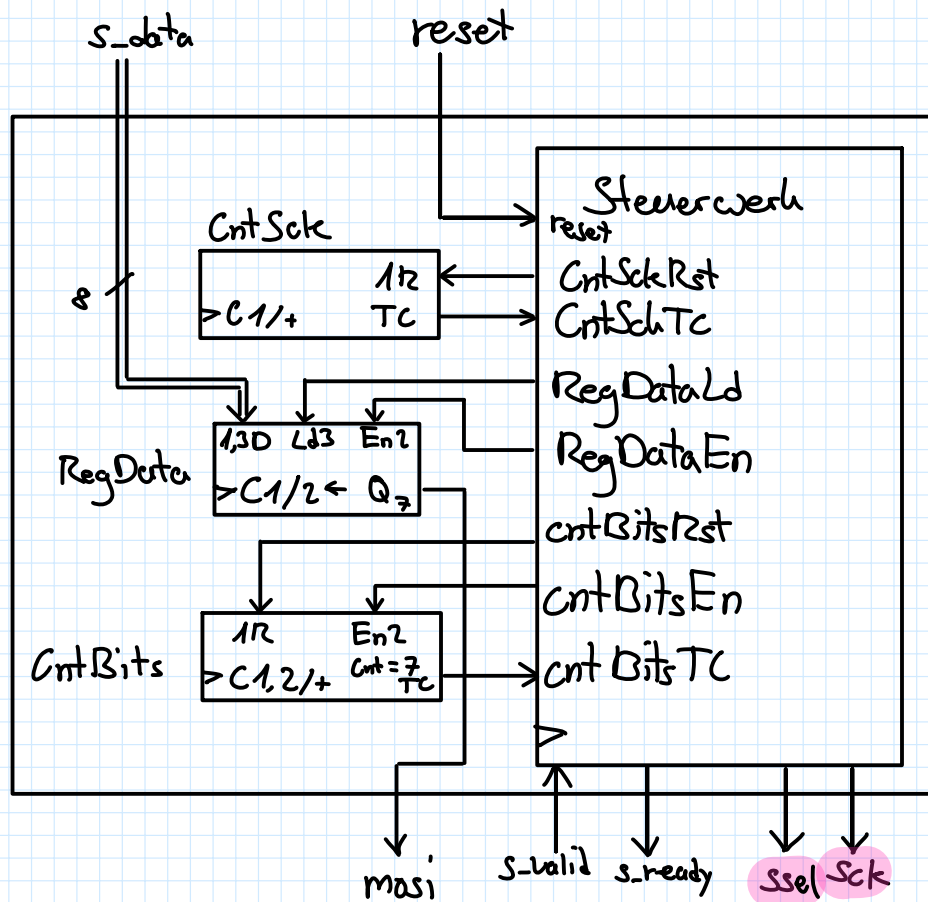 s_data
reset
Steuerwerk
reset
CntSck
1R
CntSckRst
8
>C1/+
TC
CntSckTC
RegDataLd
1,3D Ld3 En2
RegDataEn
RegData
>C1/2← Q7
cntBitsRst
cntBitsEn
1R
En2
CntBits
>C1,2/+
Cnt=7
TC
cntBitsTC
>
mosi
s_valid
s_ready
ssel
Sck